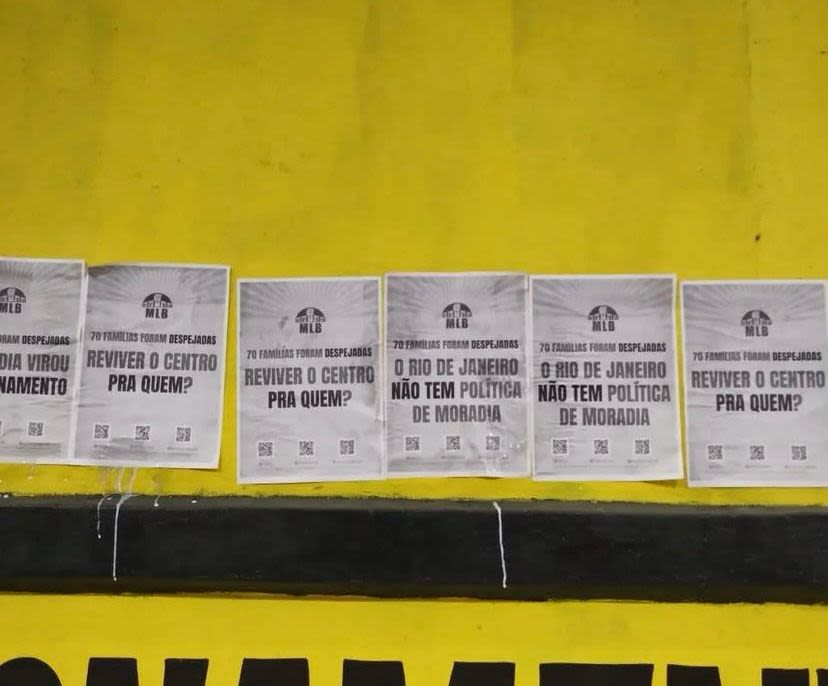 MLB
ORAM DESPEJADAS
DIA VIROU
NAMENTO
MLB
70 FAMÍLIAS FORAM DESPEJADAS
REVIVER O CENTRO
PRA QUEM?
MLB
70 FAMÍLIAS FORAM DESPEJADAS
REVIVER O CENTRO
PRA QUEM?
MLB
70 FAMÍLIAS FORAM DESPEJADAS
O RIO DE JANEIRO
NÃO TEM POLÍTICA
DE MORADIA
MLB
70 FAMÍLIAS FORAM DESPEJADAS
O RIO DE JANEIRO
NÃO TEM POLÍTICA
DE MORADIA
MLB
70 FAMÍLIAS FORAM DESPEJADAS
REVIVER O CENTRO
PRA QUEM?